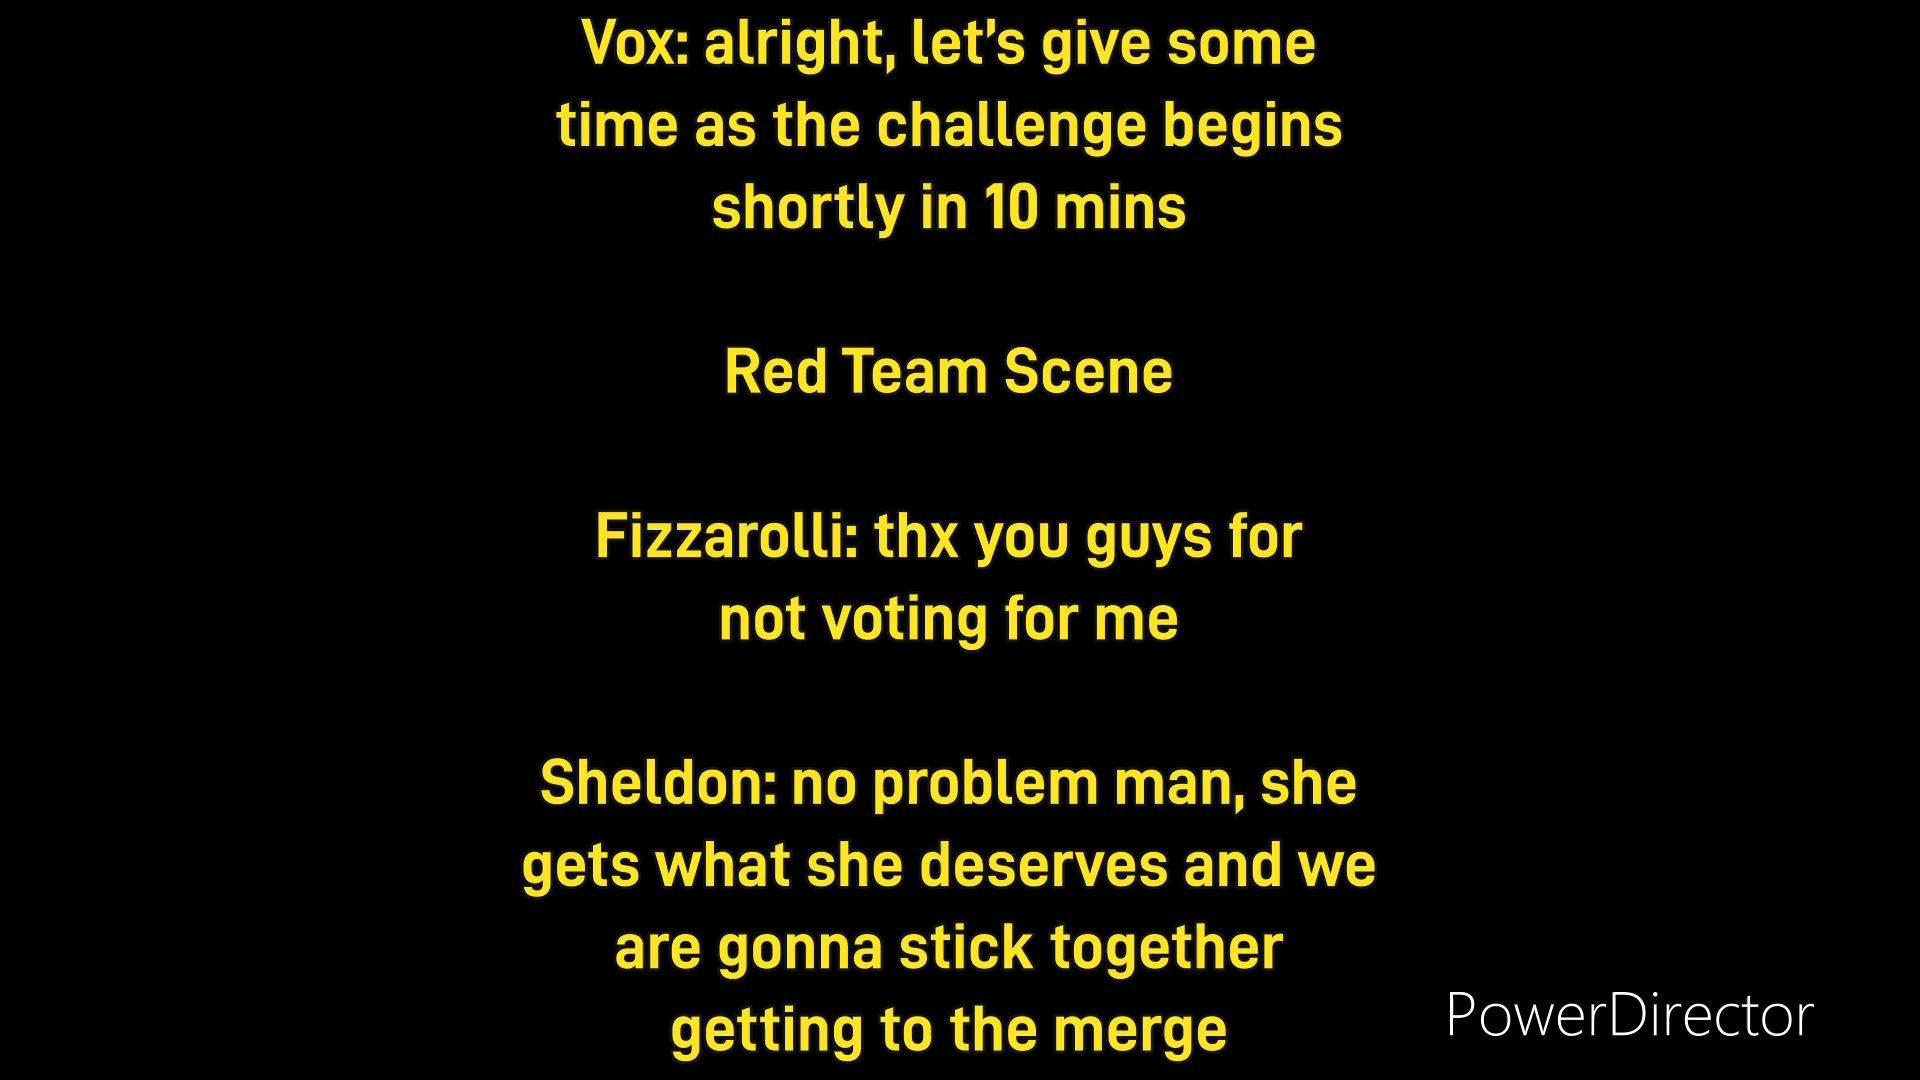 Vox: alright, let's give some
time as the challenge begins
shortly in 10 mins
Red Team Scene
Fizzarolli: thx you guys for
not voting for me
Sheldon: no problem man, she
gets what she deserves and we
are gonna stick together
getting to the merge
PowerDirector